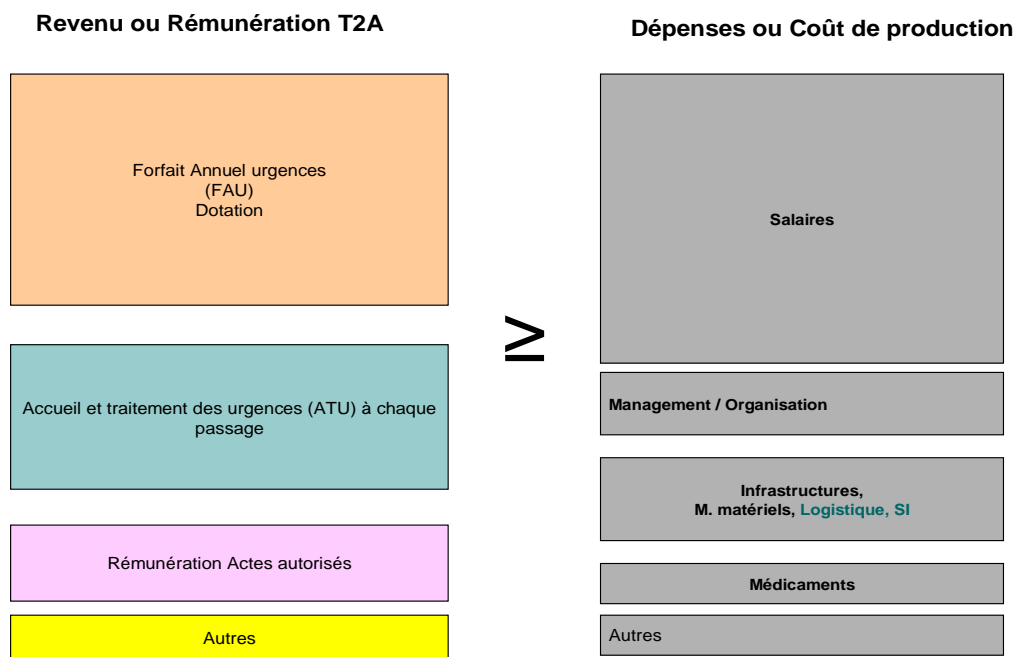 Revenu ou Rémunération T2A
Forfait Annuel urgences
(FAU)
Dotation
Accueil et traitement des urgences (ATU) à chaque
passage
Rémunération Actes autorisés
Autres
≥
Dépenses ou Coût de production
Salaires
Management / Organisation
Infrastructures,
M. matériels, Logistique, SI
Médicaments
Autres